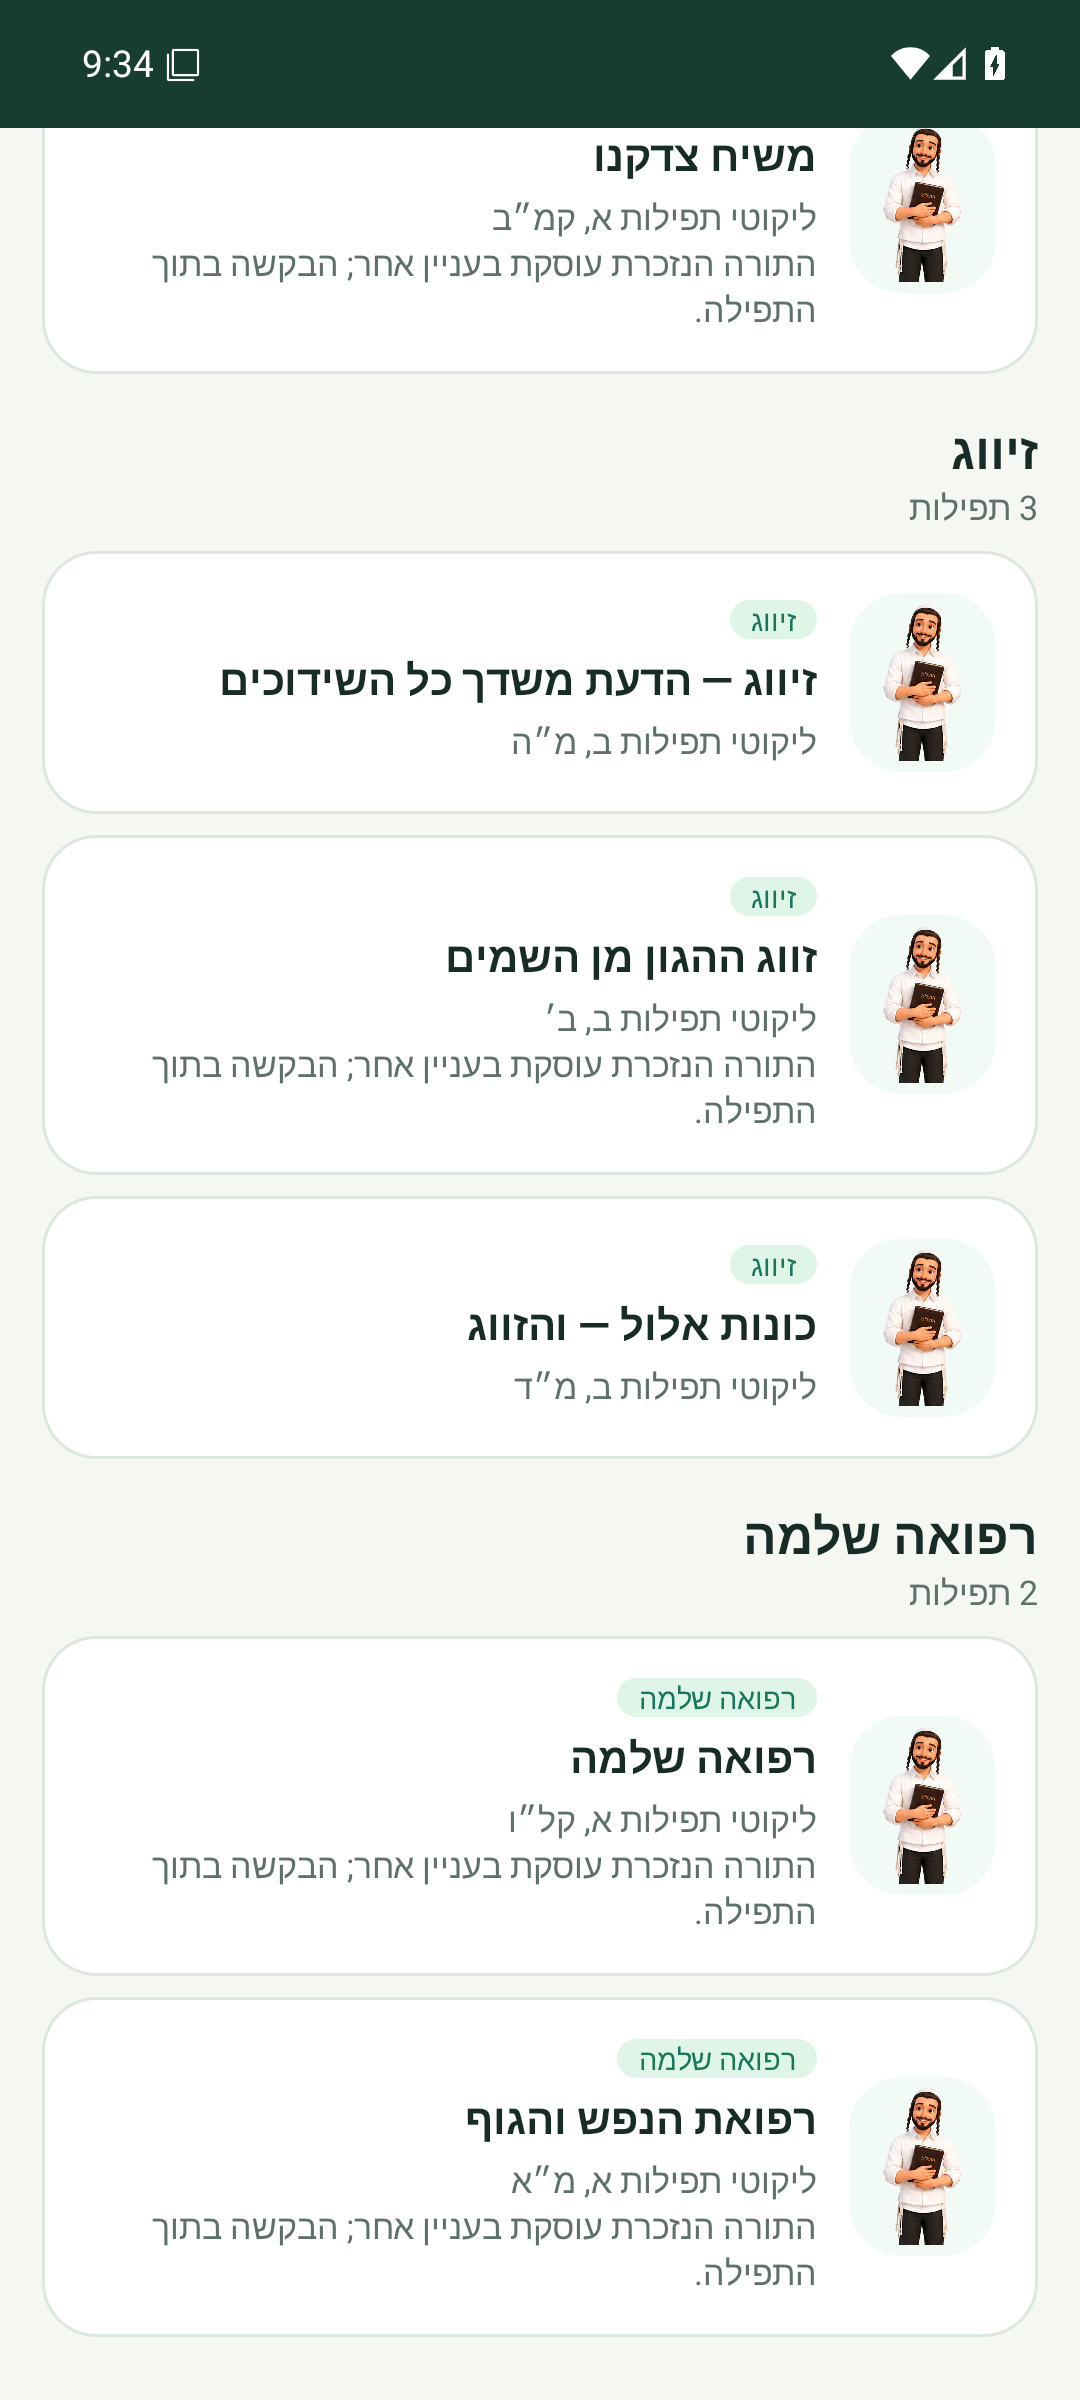 9:34
משיח צדקנו
ליקוטי תפילות א, קמ״ב
התורה הנזכרת עוסקת בעניין אחר; הבקשה בתוך
התפילה.
זיווג
3 תפילות
זיווג
זיווג – הדעת משדך כל השידוכים
ליקוטי תפילות ב, מ״ה
זיווג
זווג ההגון מן השמים
ליקוטי תפילות ב, ב׳
התורה הנזכרת עוסקת בעניין אחר; הבקשה בתוך
התפילה.
זיווג
כונות אלול – והזווג
ליקוטי תפילות ב, מ״ד
רפואה שלמה
2 תפילות
רפואה שלמה
רפואה שלמה
ליקוטי תפילות א, קל״ו
התורה הנזכרת עוסקת בעניין אחר; הבקשה בתוך
התפילה.
רפואה שלמה
רפואת הנפש והגוף
ליקוטי תפילות א, מ״א
התורה הנזכרת עוסקת בעניין אחר; הבקשה בתוך
התפילה.